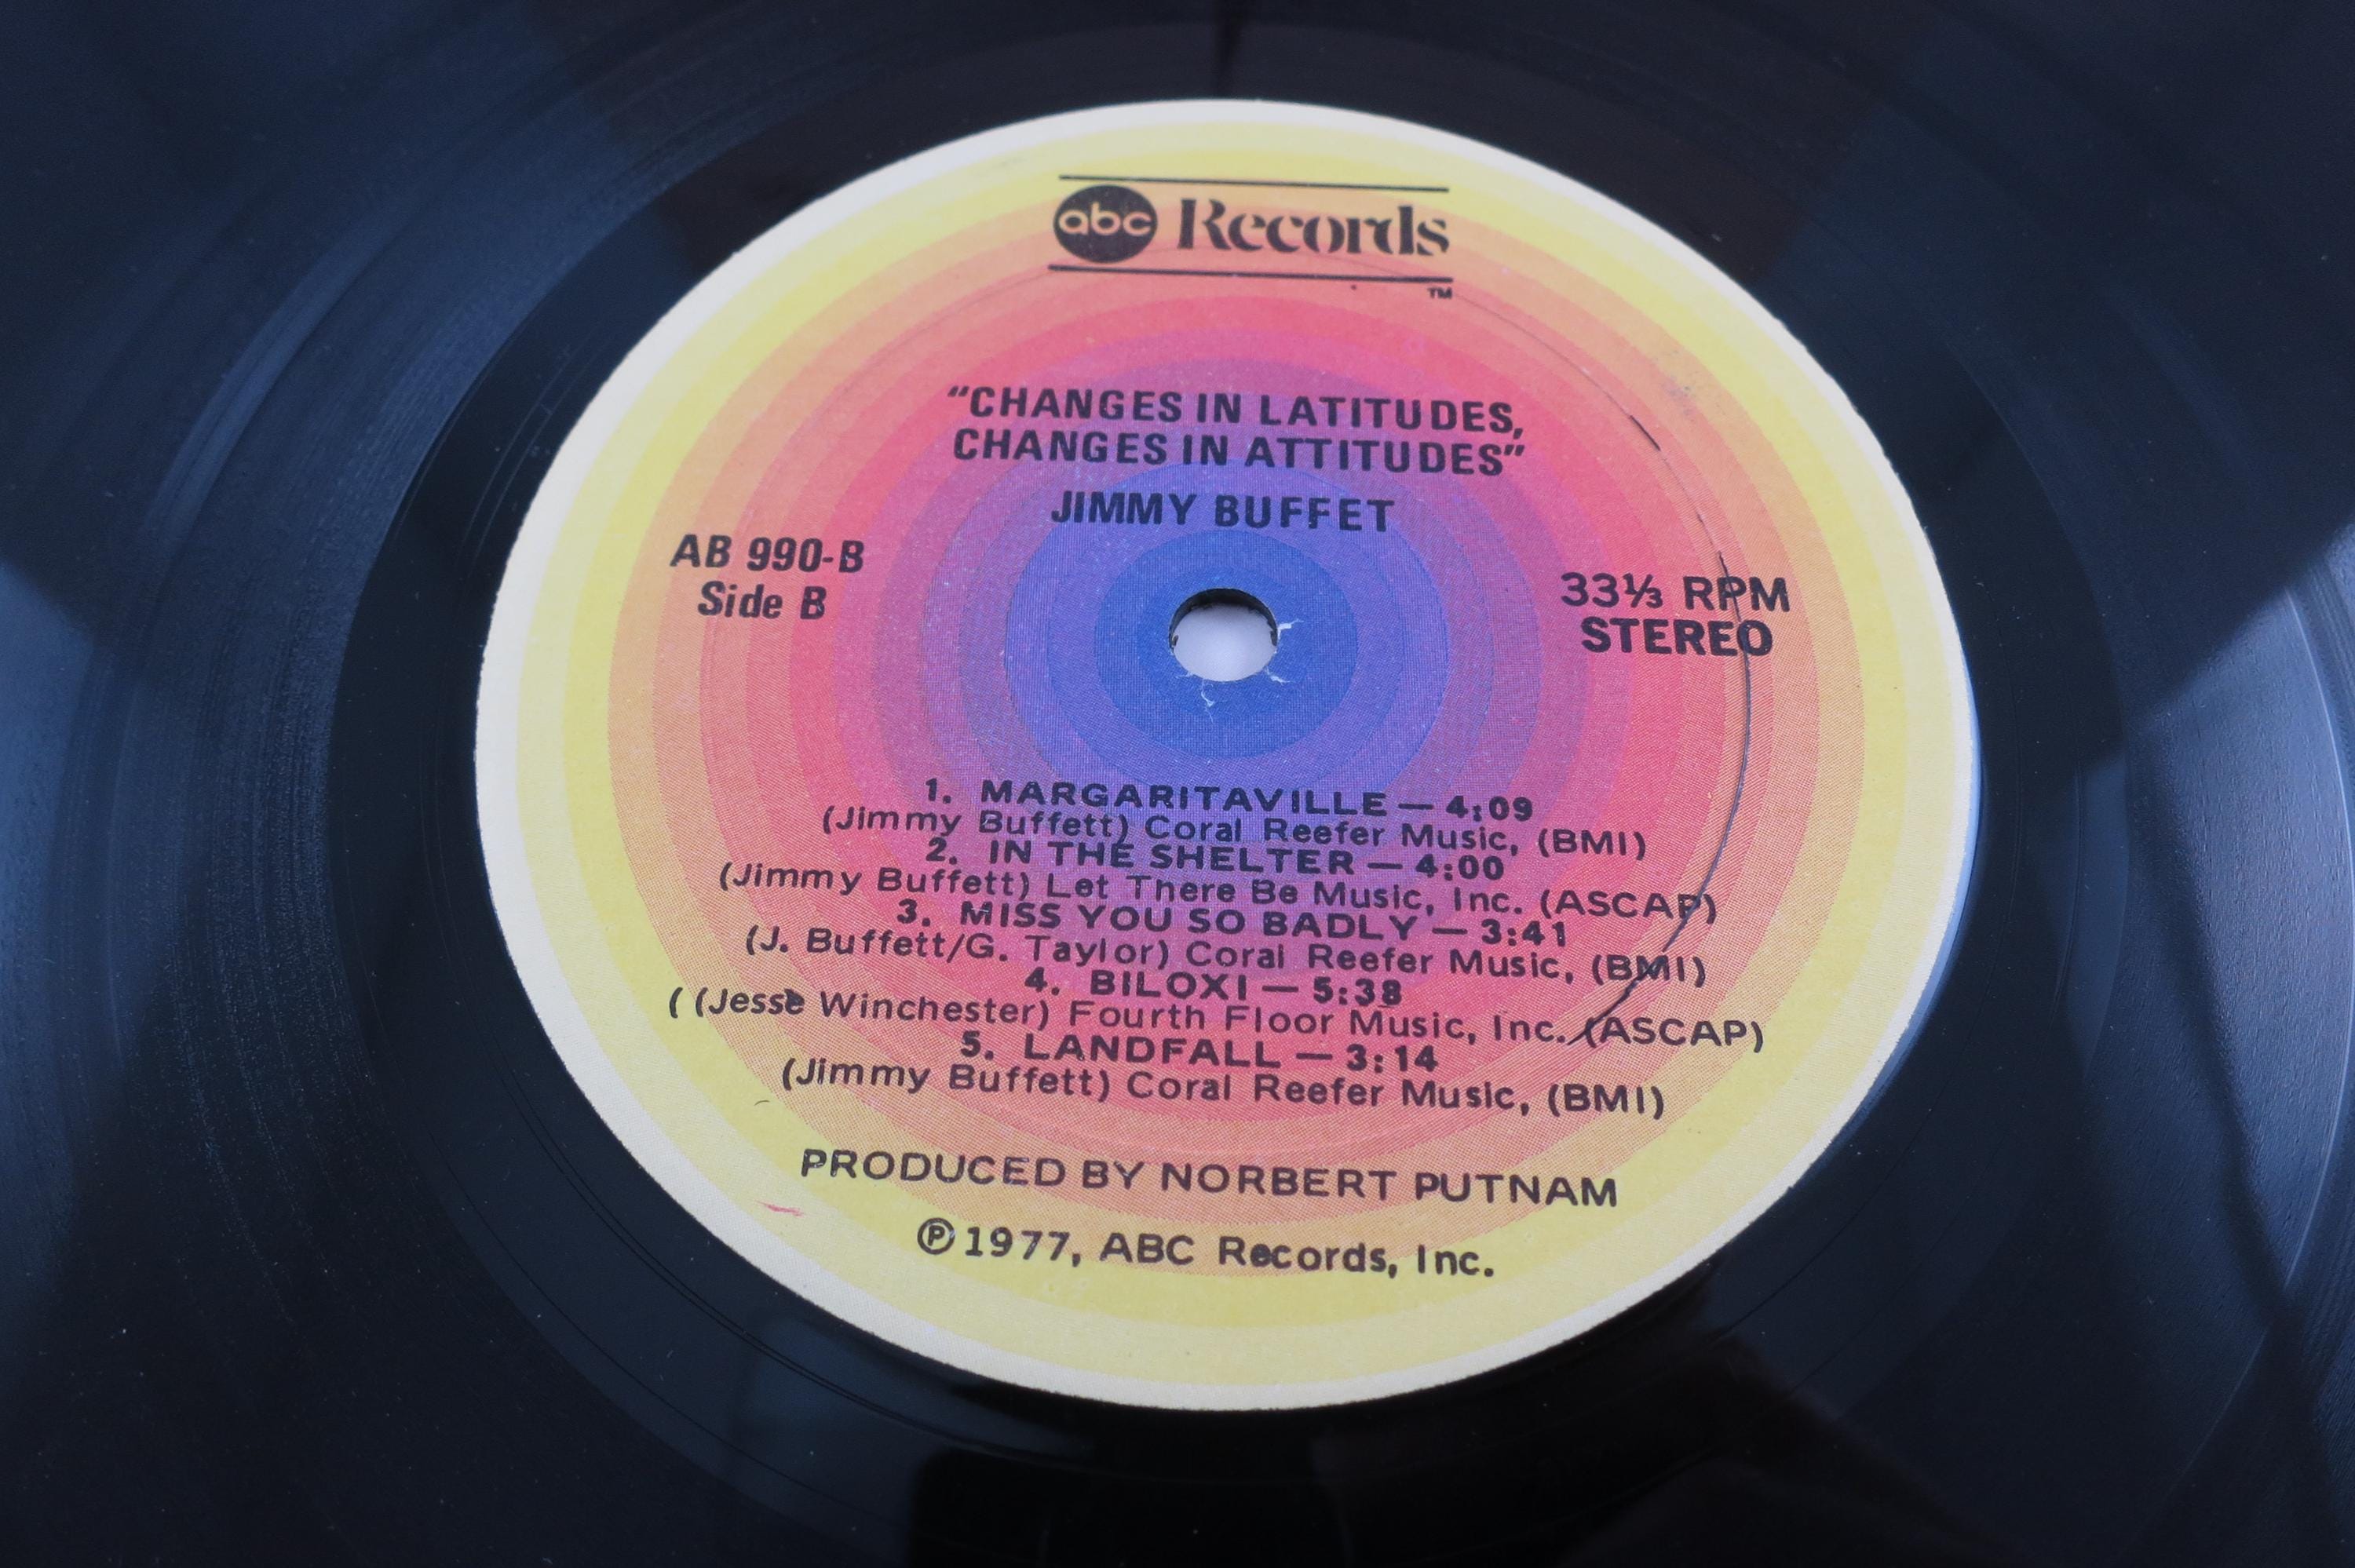 abc Records
TM
"CHANGES IN LATITUDES,
CHANGES IN ATTITUDES"
JIMMY BUFFET
AB 990-B
Side B
33⅓ RPM
STEREO
1. MARGARITAVILLE — 4:09
(Jimmy Buffett) Coral Reefer Music, (BMI)
2. IN THE SHELTER — 4:00
(Jimmy Buffett) Let There Be Music, Inc. (ASCAP)
3. MISS YOU SO BADLY — 3:41
(J. Buffett/G. Taylor) Coral Reefer Music, (BMI)
4. BILOXI — 5:38
( (Jesse Winchester) Fourth Floor Music, Inc. (ASCAP)
5. LANDFALL — 3:14
(Jimmy Buffett) Coral Reefer Music, (BMI)
PRODUCED BY NORBERT PUTNAM
℗ 1977, ABC Records, Inc.